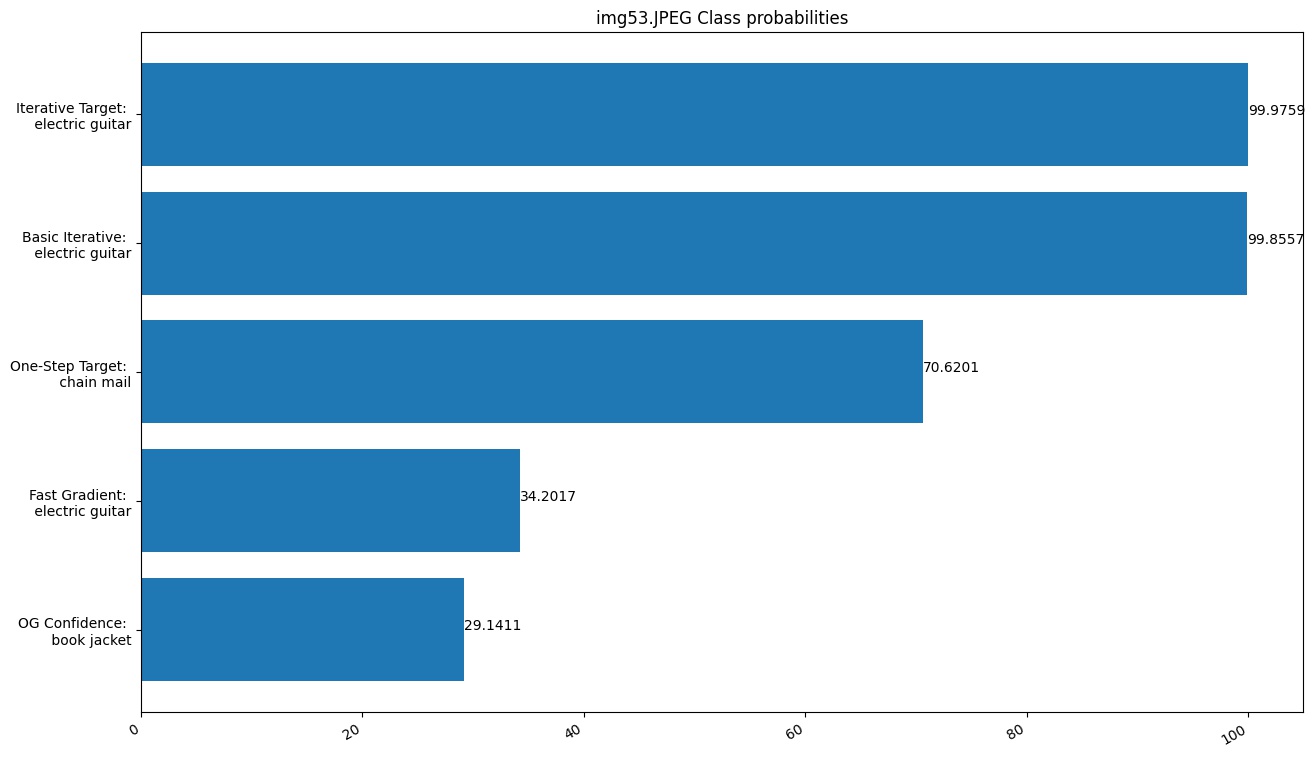 img53.JPEG Class probabilities
Iterative Target:
electric guitar
99.9759
Basic Iterative:
electric guitar
99.8557
One-Step Target:
chain mail
70.6201
Fast Gradient:
electric guitar
34.2017
OG Confidence:
book jacket
29.1411
0 20 40 60 80 100